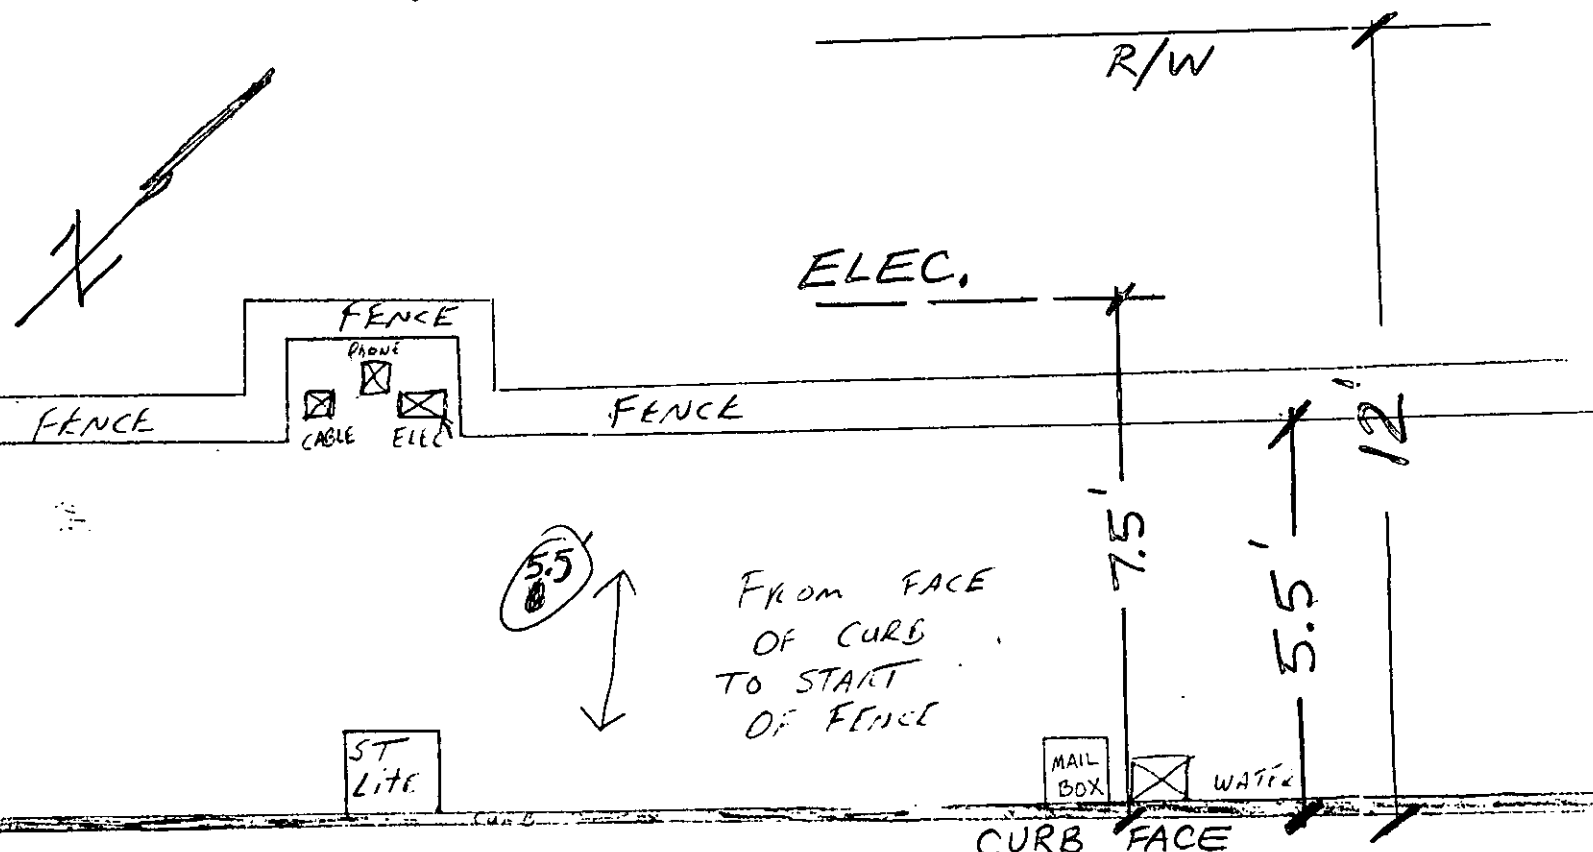 R/W
N
ELEC.
FENCE
PHONE
FENCE
CABLE
ELEC
FENCE
12'
7.5'
5.5'
5.5'
FROM FACE
OF CURB
TO START
OF FENCE
ST
LITE
MAIL
BOX
WATER
CURB
CURB FACE